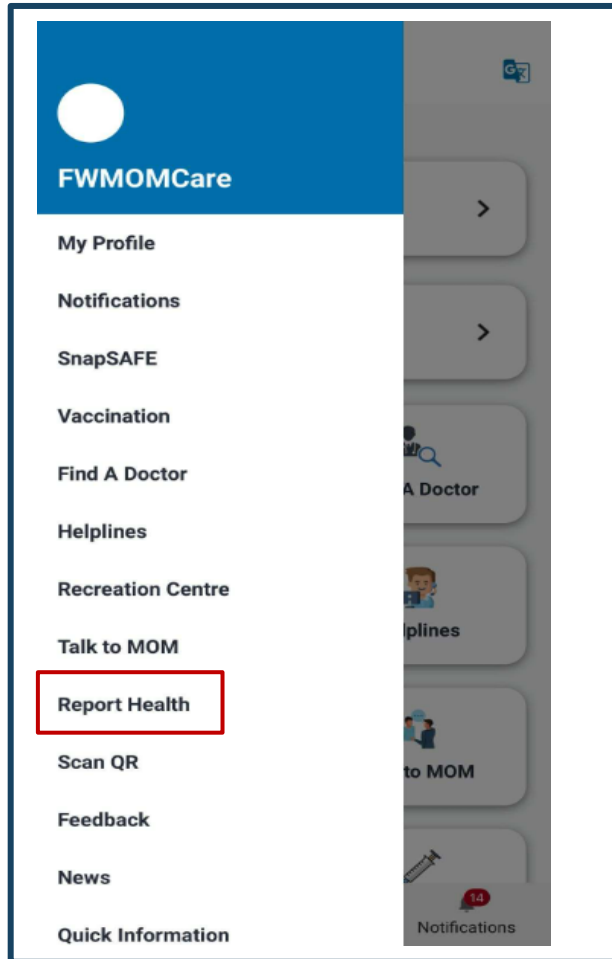 FWMOMCare
My Profile
Notifications
SnapSAFE
Vaccination
Find A Doctor
Helplines
Recreation Centre
Talk to MOM
Report Health
Scan QR
Feedback
News
Quick Information
G
A Doctor
lplines
to MOM
14
Notifications